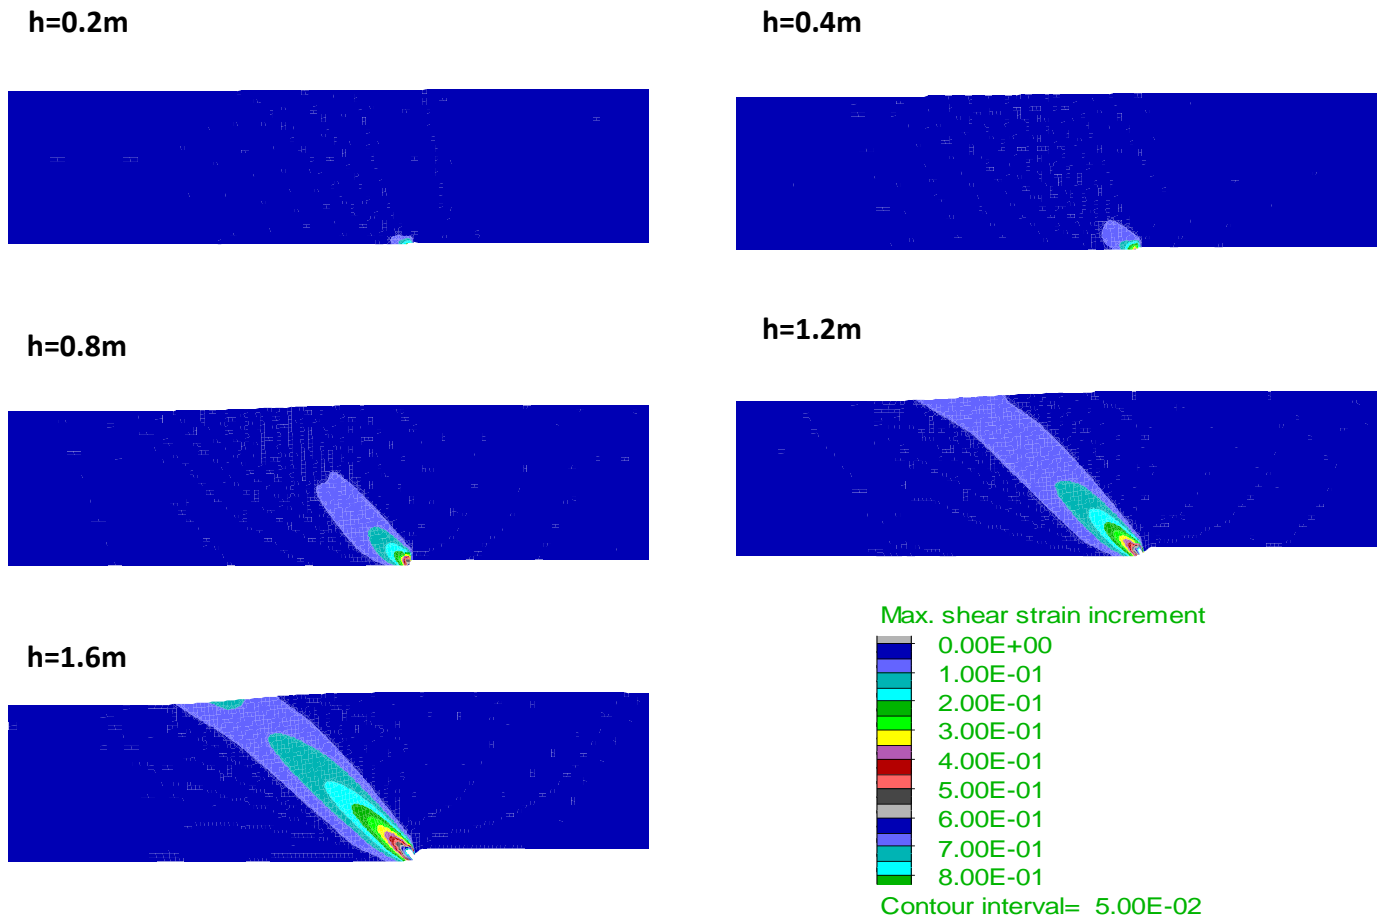 h=0.2m
h=0.4m
h=0.8m
h=1.2m
h=1.6m
Max. shear strain increment
0.00E+00
1.00E-01
2.00E-01
3.00E-01
4.00E-01
5.00E-01
6.00E-01
7.00E-01
8.00E-01
Contour interval= 5.00E-02